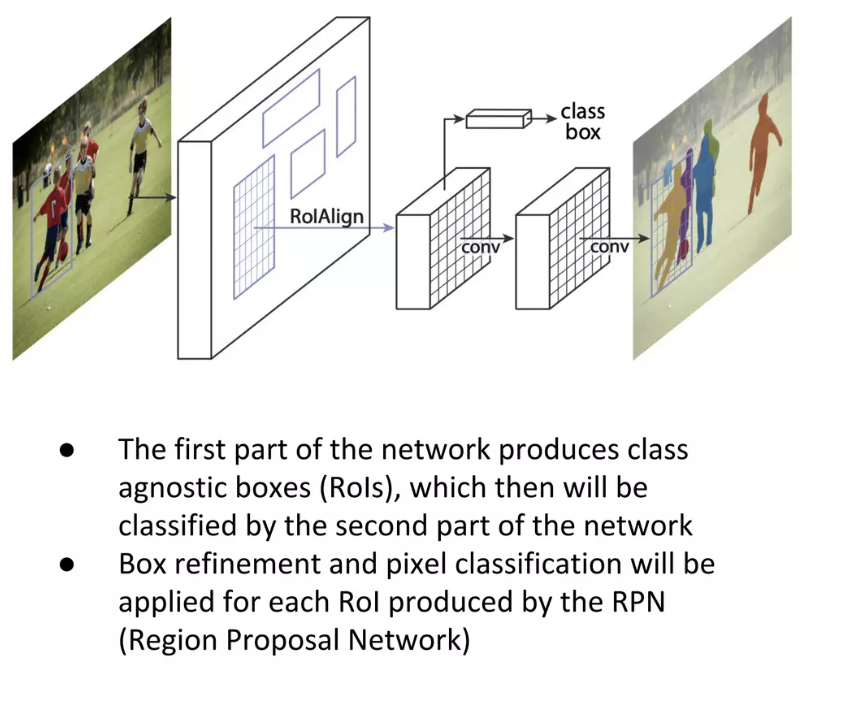 class
box
RoIAlign
conv
conv
● The first part of the network produces class
agnostic boxes (RoIs), which then will be
classified by the second part of the network
● Box refinement and pixel classification will be
applied for each RoI produced by the RPN
(Region Proposal Network)